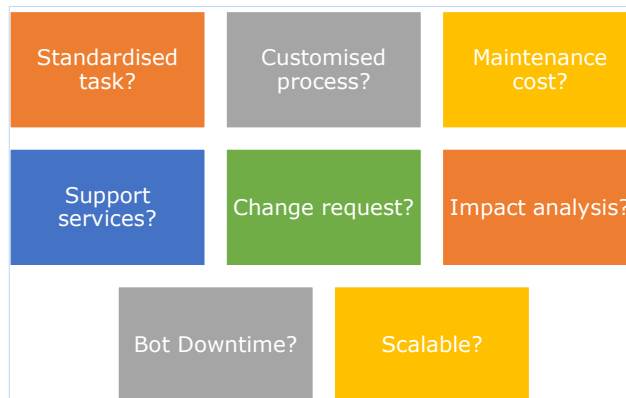 Standardised
task?
Customised
process?
Maintenance
cost?
Support
services?
Change request?
Impact analysis?
Bot Downtime?
Scalable?